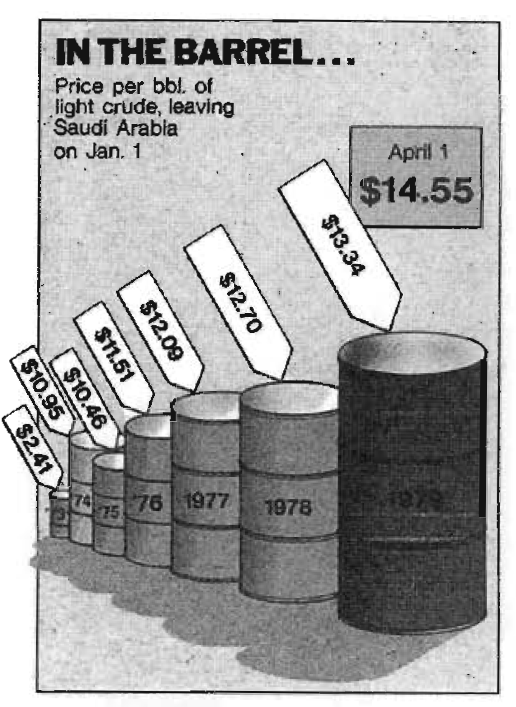 IN THE BARREL...
Price per bbl. of
light crude, leaving
Saudi Arabia
on Jan. 1
April 1
$14.55
$13.34
$12.70
$12.09
$11.51
$10.46
$10.95
$2.41
'73
'74
'75
'76
1977
1978
1979